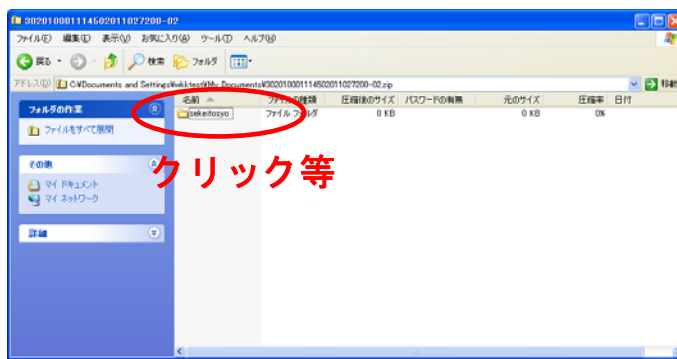 30201000111450201102720​0-02
ファイル(F) 編集(E) 表示(V) お気に入り(A) ツール(T) ヘルプ(H)
戻る 検索 フォルダ
アドレス(D) C:¥Documents and Settings¥vkk.test¥My Documents¥302010001114502011027200-02.zip 移動
名前 ファイルの種類 圧縮後のサイズ パスワードの有無 元のサイズ 圧縮率 日付
sekeitosyo ファイル フォルダ 0 KB 0 KB 0%
フォルダの作業
ファイルをすべて展開
その他
マイ ドキュメント
マイ ネットワーク
詳細
クリック等